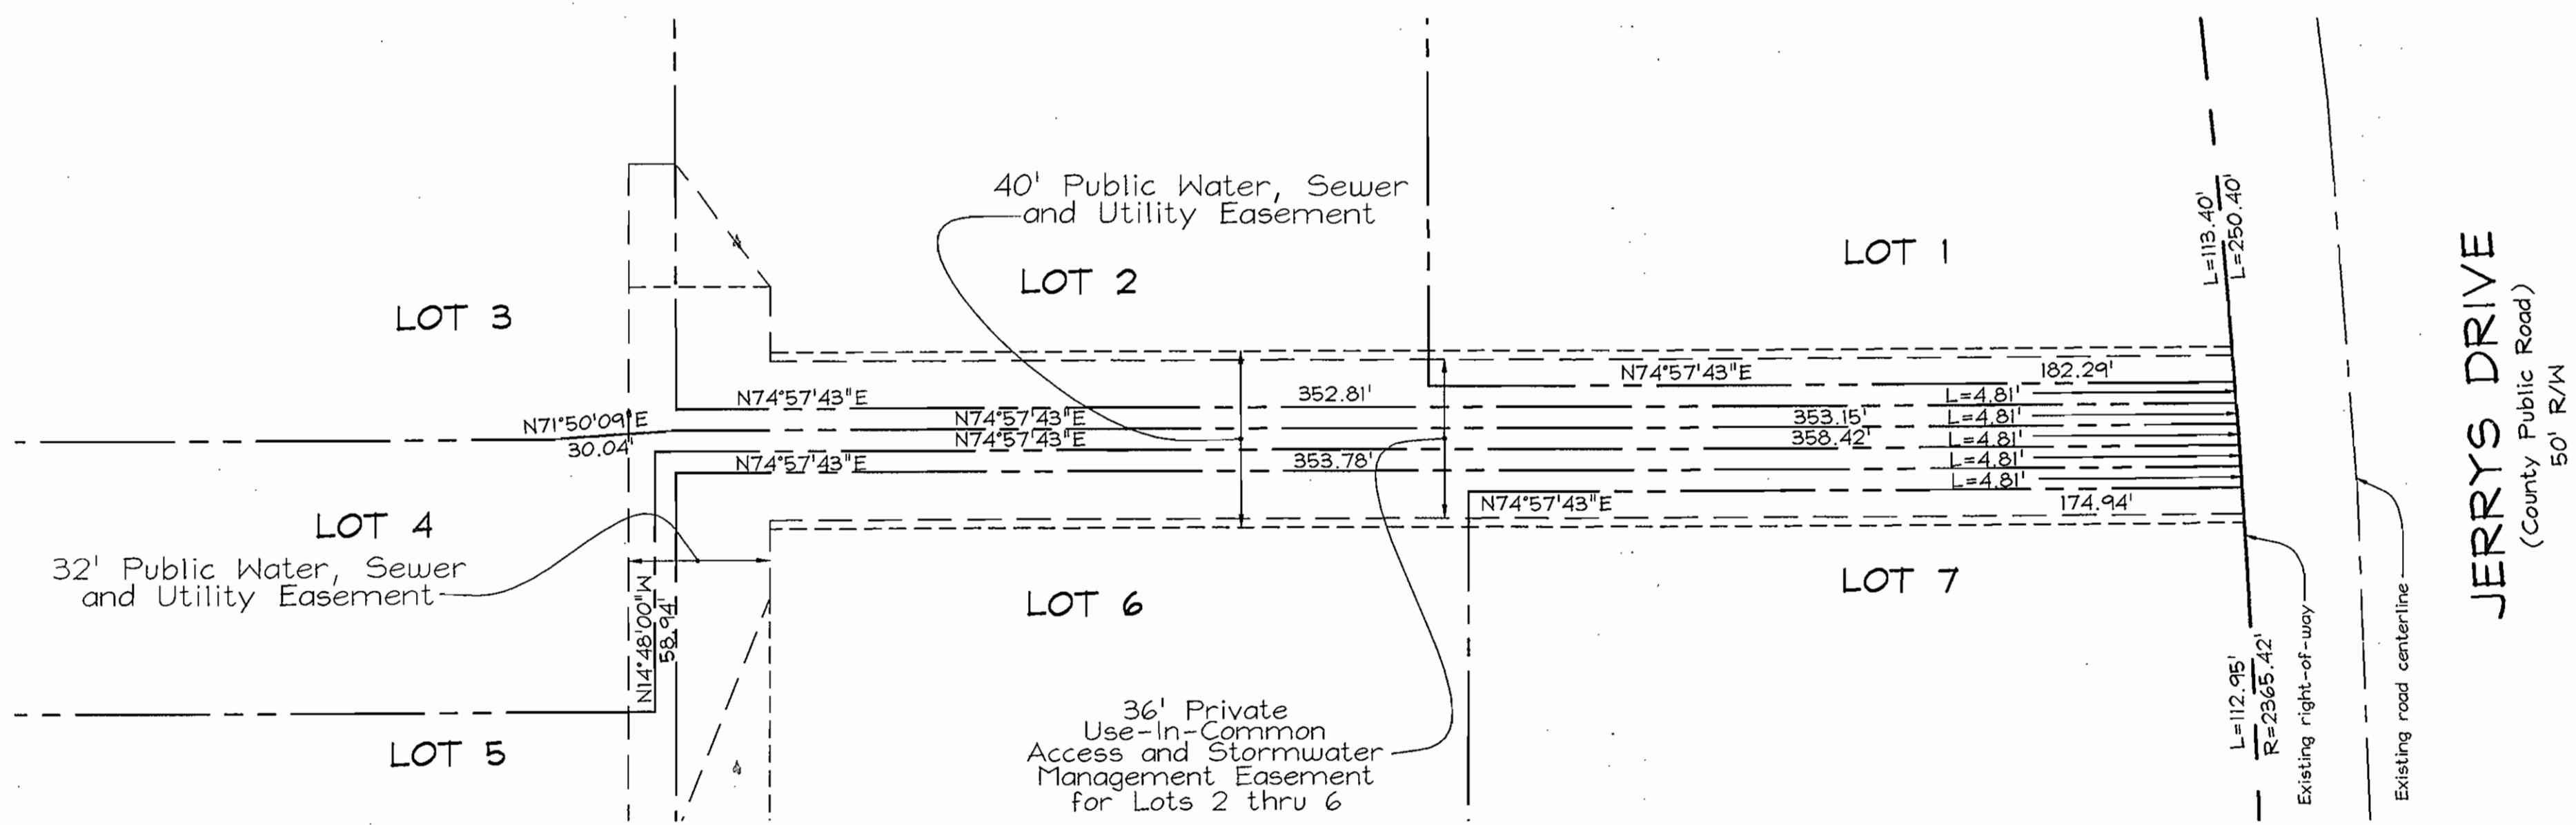 40' Public Water, Sewer
and Utility Easement
LOT 1
LOT 2
LOT 3
L=113.40'
L=250.40'
JERRYS DRIVE
(County Public Road)
50' R/W
N74°57'43"E
182.29'
N74°57'43"E
352.81'
L=4.81'
N71°50'09"E
30.04'
N74°57'43"E
353.15'
L=4.81'
N74°57'43"E
358.42'
L=4.81'
N74°57'43"E
353.78'
L=4.81'
L=4.81'
N74°57'43"E
174.94'
LOT 4
32' Public Water, Sewer
and Utility Easement
N14°48'00"W
58.94'
LOT 6
LOT 7
LOT 5
36' Private
Use-In-Common
Access and Stormwater
Management Easement
for Lots 2 thru 6
L=112.95'
R=2365.42'
Existing right-of-way
Existing road centerline